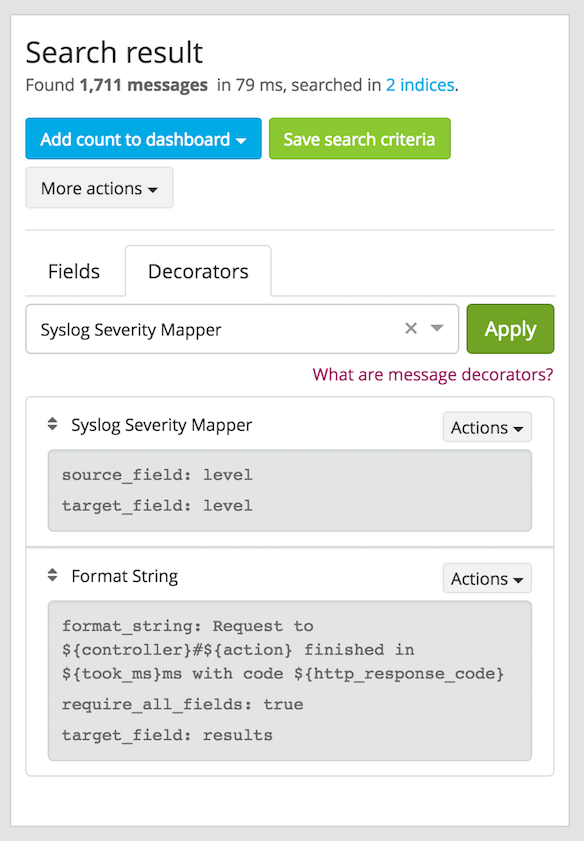 Search result
Found 1,711 messages in 79 ms, searched in 2 indices.
Add count to dashboard
Save search criteria
More actions
Fields
Decorators
Syslog Severity Mapper
Apply
What are message decorators?
Syslog Severity Mapper
Actions
source_field: level
target_field: level
Format String
Actions
format_string: Request to
${controller}#${action} finished in
${took_ms}ms with code ${http_response_code}
require_all_fields: true
target_field: results